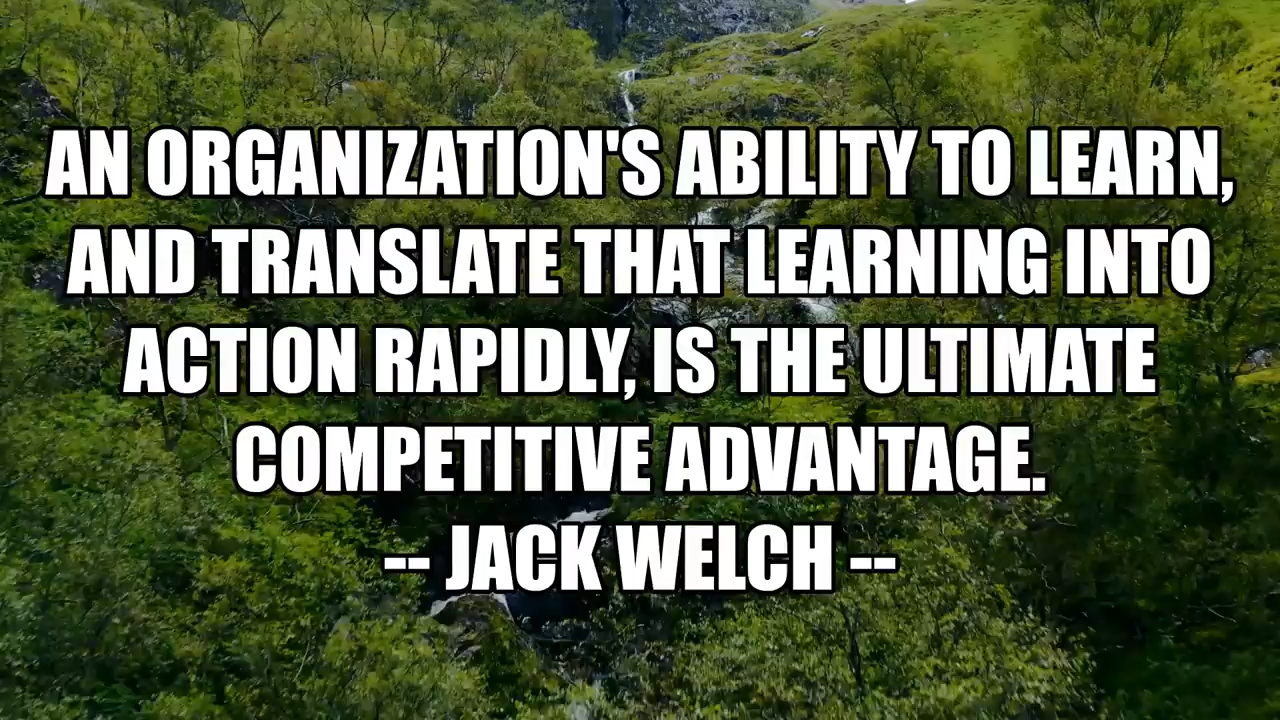 AN ORGANIZATION'S ABILITY TO LEARN,
AND TRANSLATE THAT LEARNING INTO
ACTION RAPIDLY, IS THE ULTIMATE
COMPETITIVE ADVANTAGE.
-- JACK WELCH --